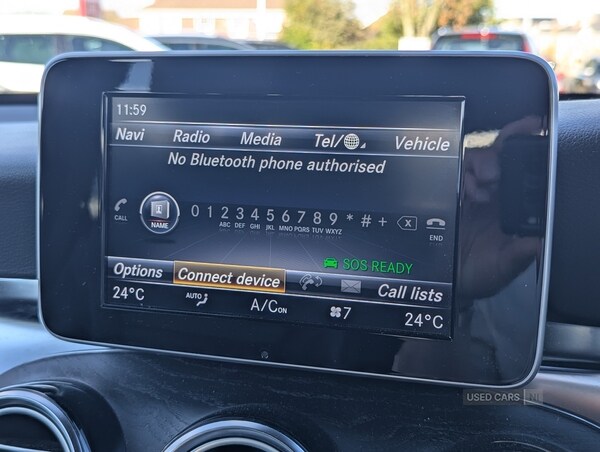 11:59
Navi Radio Media Tel/ Vehicle
No Bluetooth phone authorised
CALL NAME 0 1 2 3 4 5 6 7 8 9 * # + END
ABC DEF GHI JKL MNO PQRS TUV WXYZ
SOS READY
Options Connect device Call lists
24°C AUTO A/C ON 7 24°C
USED CARS NI